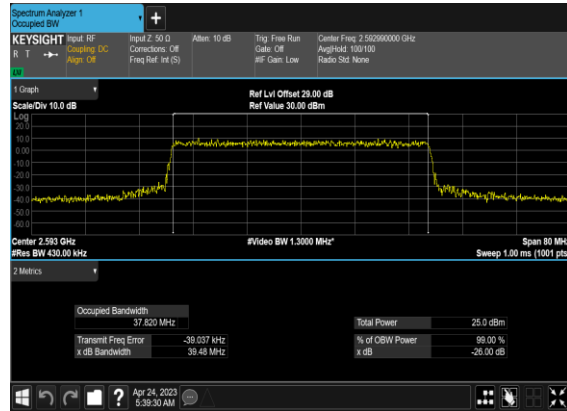 Spectrum Analyzer 1
Occupied BW
+
KEYSIGHT Input: RF Input Z: 50 Ω Atten: 10 dB Trig: Free Run Center Freq: 2.592990000 GHz
R T Coupling: DC Corrections: Off Gate: Off Avg|Hold: 100/100
Align: Off Freq Ref: Int (S) #IF Gain: Low Radio Std: None
1 Graph Ref Lvl Offset 29.00 dB
Scale/Div 10.0 dB Ref Value 30.00 dBm
Log
20.0
10.0
0.00
-10.0
-20.0
-30.0
-40.0
-50.0
-60.0
Center 2.593 GHz #Video BW 1.3000 MHz* Span 80 MHz
#Res BW 430.00 kHz Sweep 1.00 ms (1001 pts)
2 Metrics
Occupied Bandwidth
37.820 MHz Total Power 25.0 dBm
Transmit Freq Error -39.037 kHz % of OBW Power 99.00 %
x dB Bandwidth 39.48 MHz x dB -26.00 dB
? Apr 24, 2023
5:39:30 AM